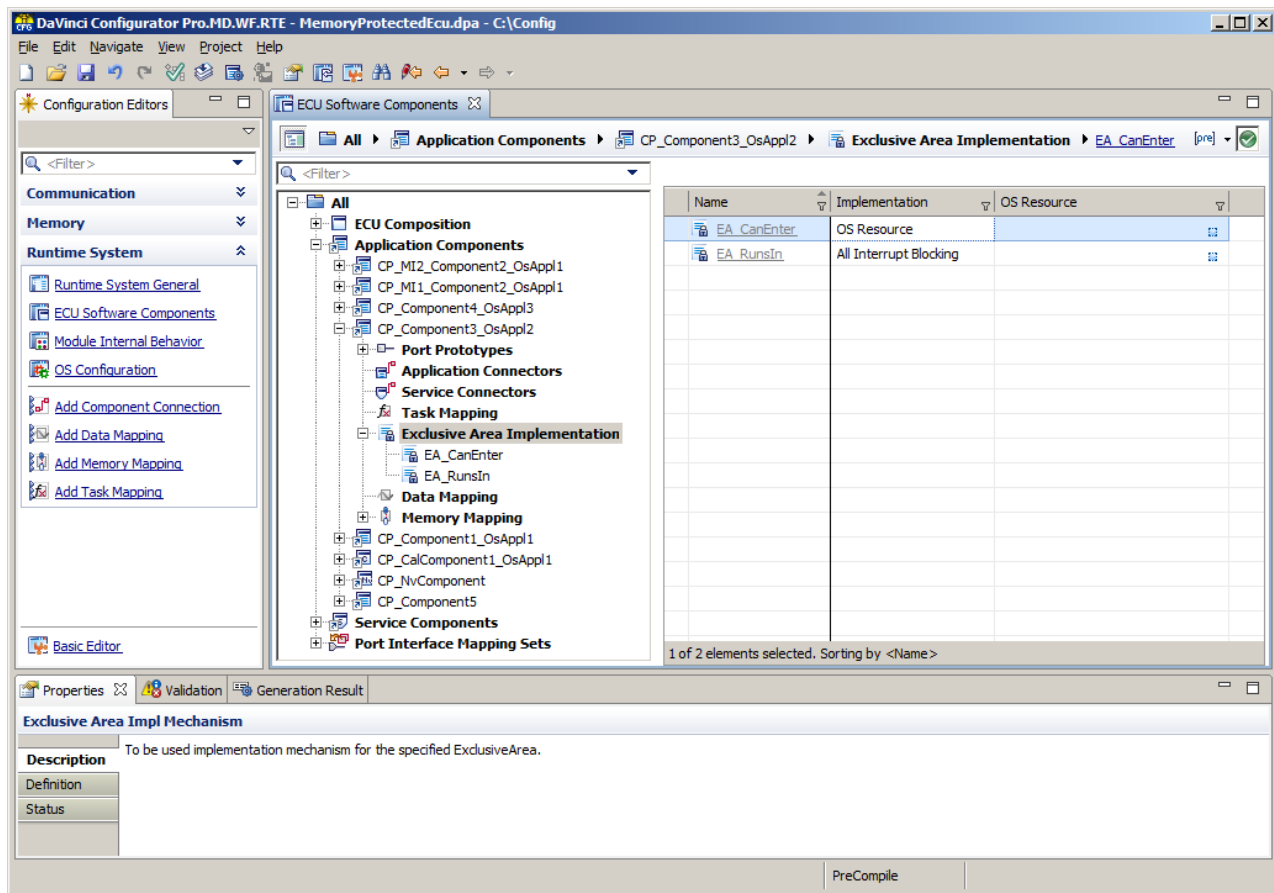 DaVinci Configurator Pro.MD.WF.RTE - MemoryProtectedEcu.dpa - C:\Config
File Edit Navigate View Project Help
Configuration Editors
<Filter>
Communication
Memory
Runtime System
Runtime System General
ECU Software Components
Module Internal Behavior
OS Configuration
Add Component Connection
Add Data Mapping
Add Memory Mapping
Add Task Mapping
Basic Editor
ECU Software Components
All Application Components CP_Component3_OsAppl2 Exclusive Area Implementation EA_CanEnter [pre]
<Filter>
All
ECU Composition
Application Components
CP_MI2_Component2_OsAppl1
CP_MI1_Component2_OsAppl1
CP_Component4_OsAppl3
CP_Component3_OsAppl2
Port Prototypes
Application Connectors
Service Connectors
Task Mapping
Exclusive Area Implementation
EA_CanEnter
EA_RunsIn
Data Mapping
Memory Mapping
CP_Component1_OsAppl1
CP_CalComponent1_OsAppl1
CP_NvComponent
CP_Component5
Service Components
Port Interface Mapping Sets
Name Implementation OS Resource
EA_CanEnter OS Resource
EA_RunsIn All Interrupt Blocking
1 of 2 elements selected. Sorting by <Name>
Properties Validation Generation Result
Exclusive Area Impl Mechanism
Description
Definition
Status
To be used implementation mechanism for the specified ExclusiveArea.
PreCompile